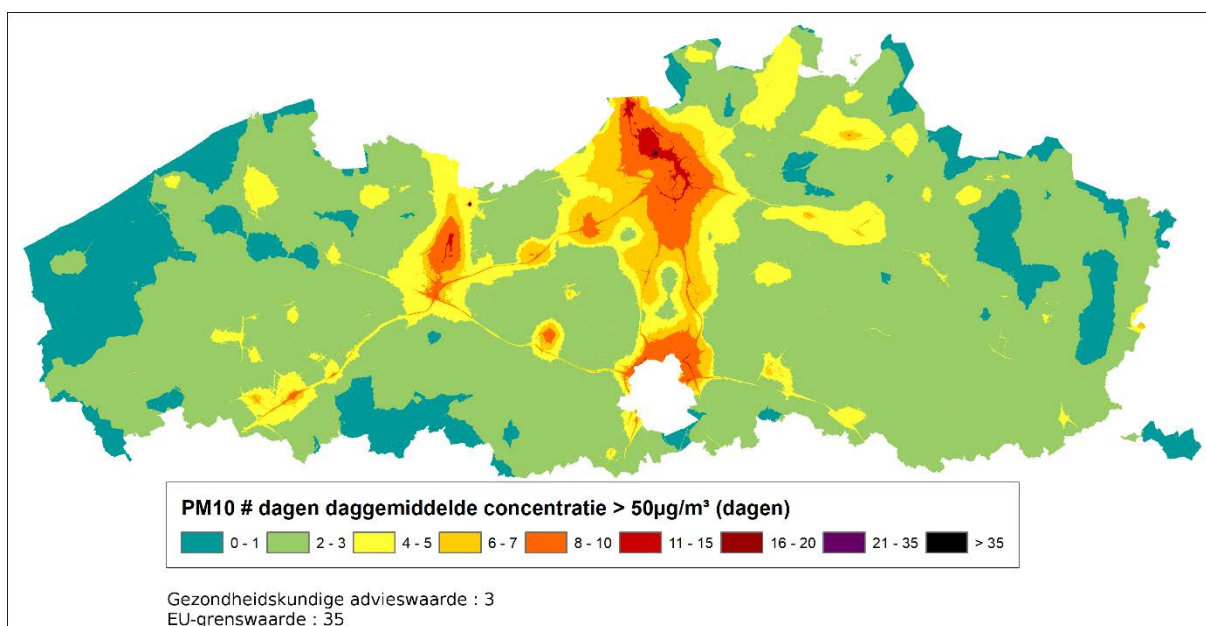 PM10 # dagen daggemiddelde concentratie > 50µg/m³ (dagen)
0 - 1 2 - 3 4 - 5 6 - 7 8 - 10 11 - 15 16 - 20 21 - 35 > 35
Gezondheidskundige advieswaarde : 3
EU-grenswaarde : 35